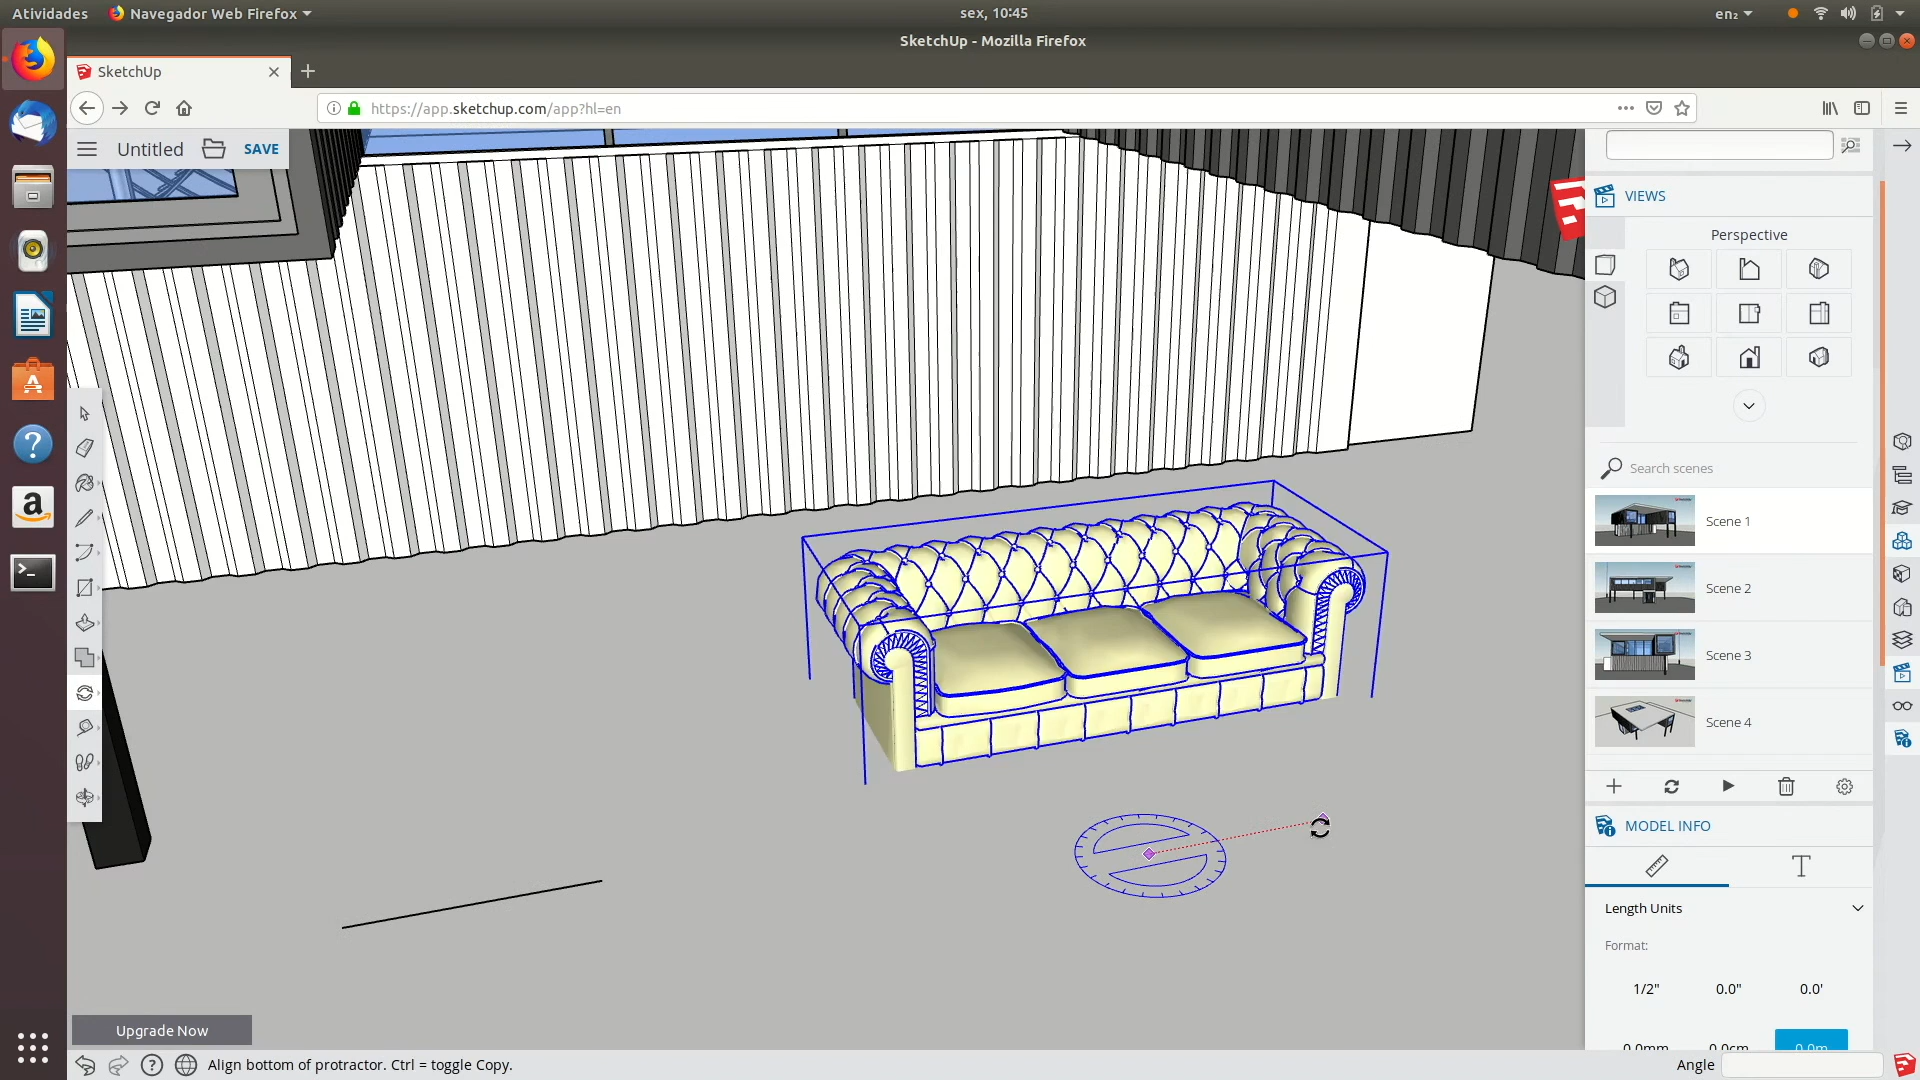 Atividades
Navegador Web Firefox
sex, 10:45
en₂
SketchUp - Mozilla Firefox
SketchUp
https://app.sketchup.com/app?hl=en
Untitled
SAVE
VIEWS
Perspective
Search scenes
Scene 1
Scene 2
Scene 3
Scene 4
MODEL INFO
Length Units
Format:
1/2" 0.0" 0.0'
0.0mm 0.0cm 0.0m
Upgrade Now
Align bottom of protractor. Ctrl = toggle Copy.
Angle